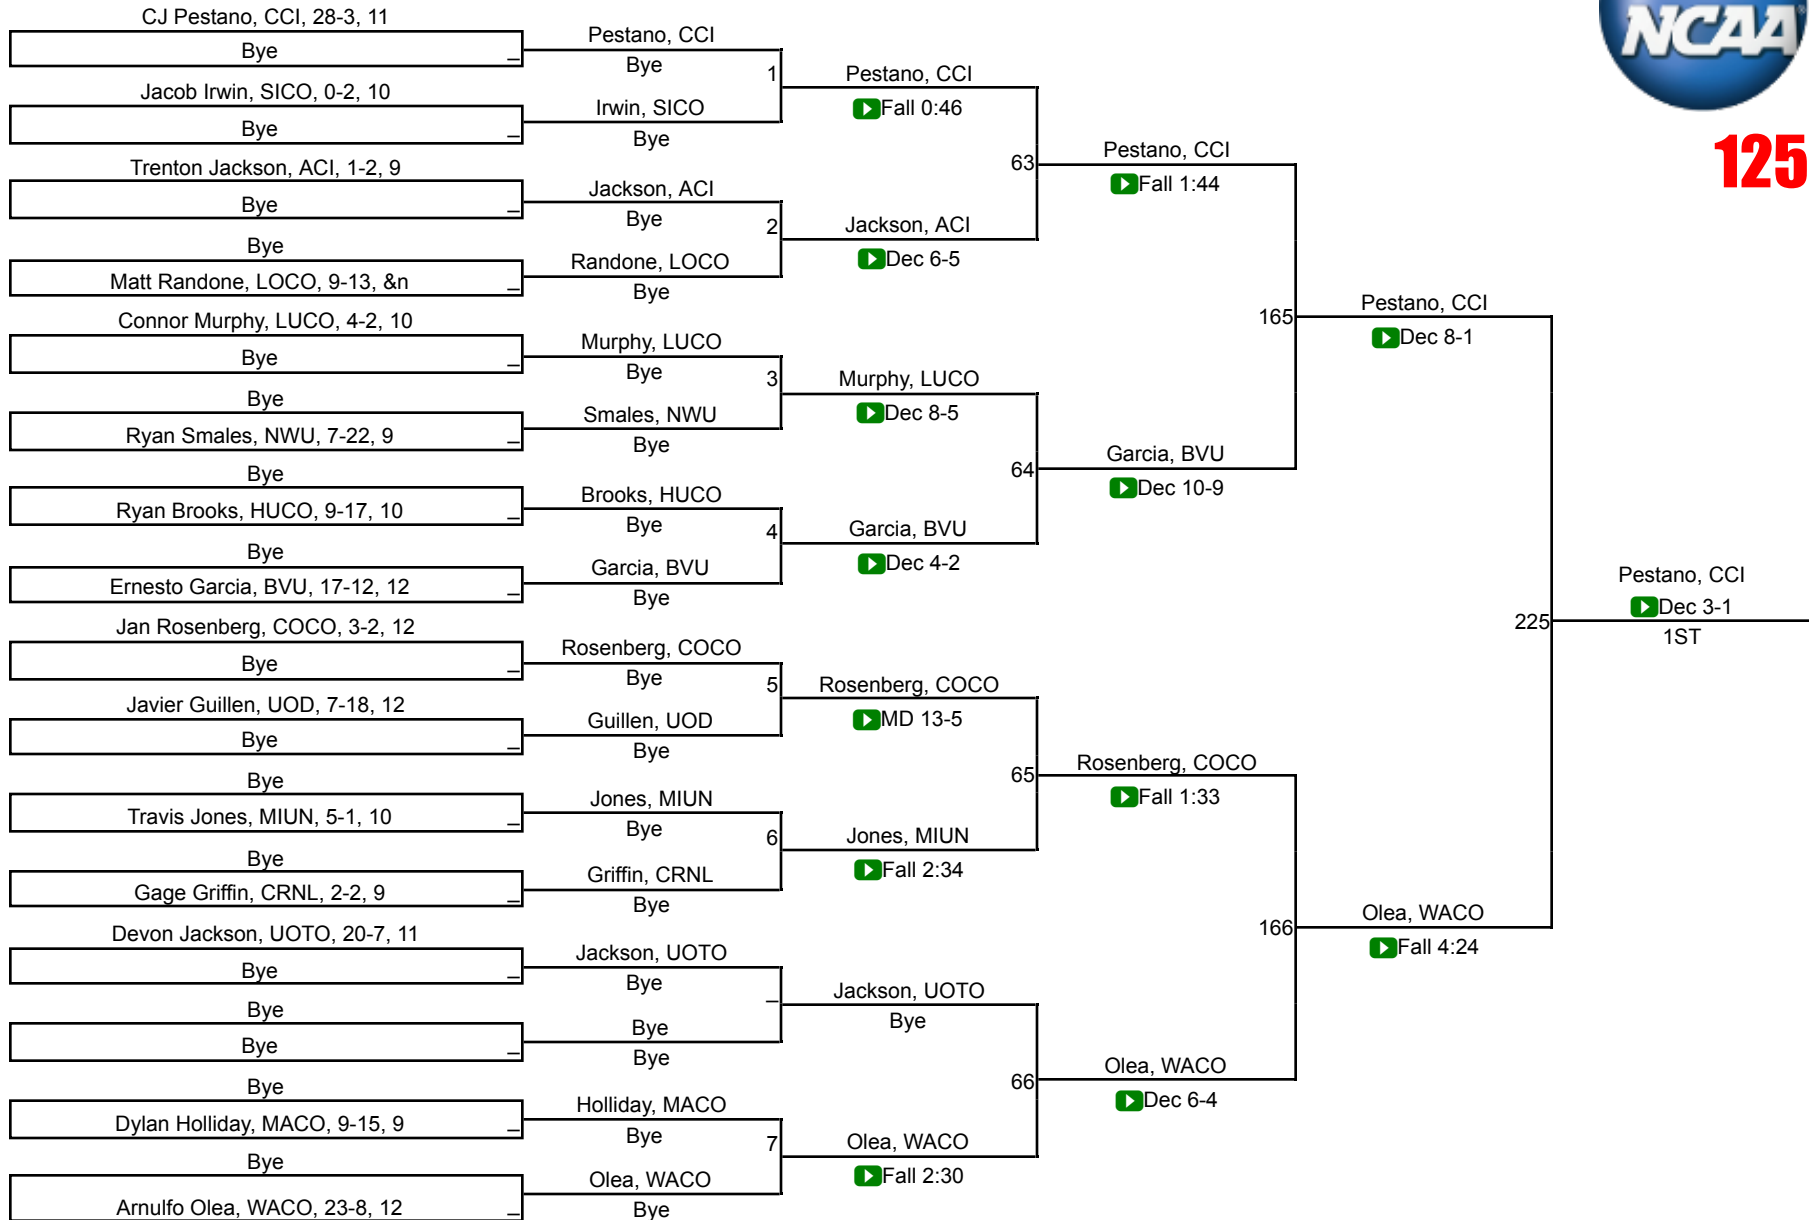 NCAA
125
CJ Pestano, CCI, 28-3, 11
Bye
Jacob Irwin, SICO, 0-2, 10
Bye
Trenton Jackson, ACI, 1-2, 9
Bye
Bye
Matt Randone, LOCO, 9-13, &n
Connor Murphy, LUCO, 4-2, 10
Bye
Bye
Ryan Smales, NWU, 7-22, 9
Bye
Ryan Brooks, HUCO, 9-17, 10
Bye
Ernesto Garcia, BVU, 17-12, 12
Jan Rosenberg, COCO, 3-2, 12
Bye
Javier Guillen, UOD, 7-18, 12
Bye
Bye
Travis Jones, MIUN, 5-1, 10
Bye
Gage Griffin, CRNL, 2-2, 9
Devon Jackson, UOTO, 20-7, 11
Bye
Bye
Bye
Bye
Dylan Holliday, MACO, 9-15, 9
Bye
Arnulfo Olea, WACO, 23-8, 12
Pestano, CCI
Bye
1
Irwin, SICO
Bye
Jackson, ACI
Bye
2
Randone, LOCO
Bye
Murphy, LUCO
Bye
3
Smales, NWU
Bye
Brooks, HUCO
Bye
4
Garcia, BVU
Bye
Rosenberg, COCO
Bye
5
Guillen, UOD
Bye
Jones, MIUN
Bye
6
Griffin, CRNL
Bye
Jackson, UOTO
Bye
Bye
Bye
Holliday, MACO
Bye
7
Olea, WACO
Bye
Pestano, CCI
Fall 0:46
63
Jackson, ACI
Dec 6-5
Murphy, LUCO
Dec 8-5
64
Garcia, BVU
Dec 4-2
Rosenberg, COCO
MD 13-5
65
Jones, MIUN
Fall 2:34
Jackson, UOTO
Bye
66
Olea, WACO
Fall 2:30
Pestano, CCI
Fall 1:44
165
Garcia, BVU
Dec 10-9
Rosenberg, COCO
Fall 1:33
166
Olea, WACO
Dec 6-4
Pestano, CCI
Dec 8-1
225
Olea, WACO
Fall 4:24
Pestano, CCI
Dec 3-1
1ST